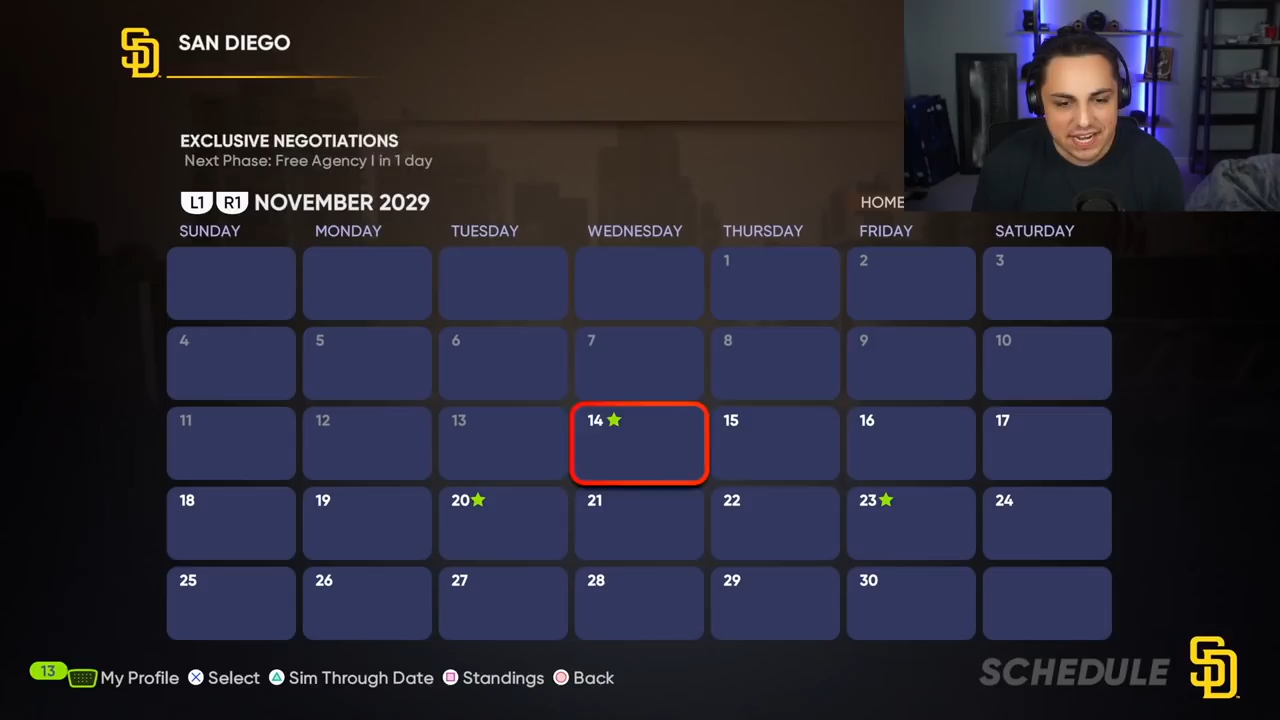 SAN DIEGO
EXCLUSIVE NEGOTIATIONS
Next Phase: Free Agency I in 1 day
L1 R1 NOVEMBER 2029 HOME
SUNDAY MONDAY TUESDAY WEDNESDAY THURSDAY FRIDAY SATURDAY
1 2 3
4 5 6 7 8 9 10
11 12 13 14 15 16 17
18 19 20 21 22 23 24
25 26 27 28 29 30
13 My Profile Select Sim Through Date Standings Back
SCHEDULE SD